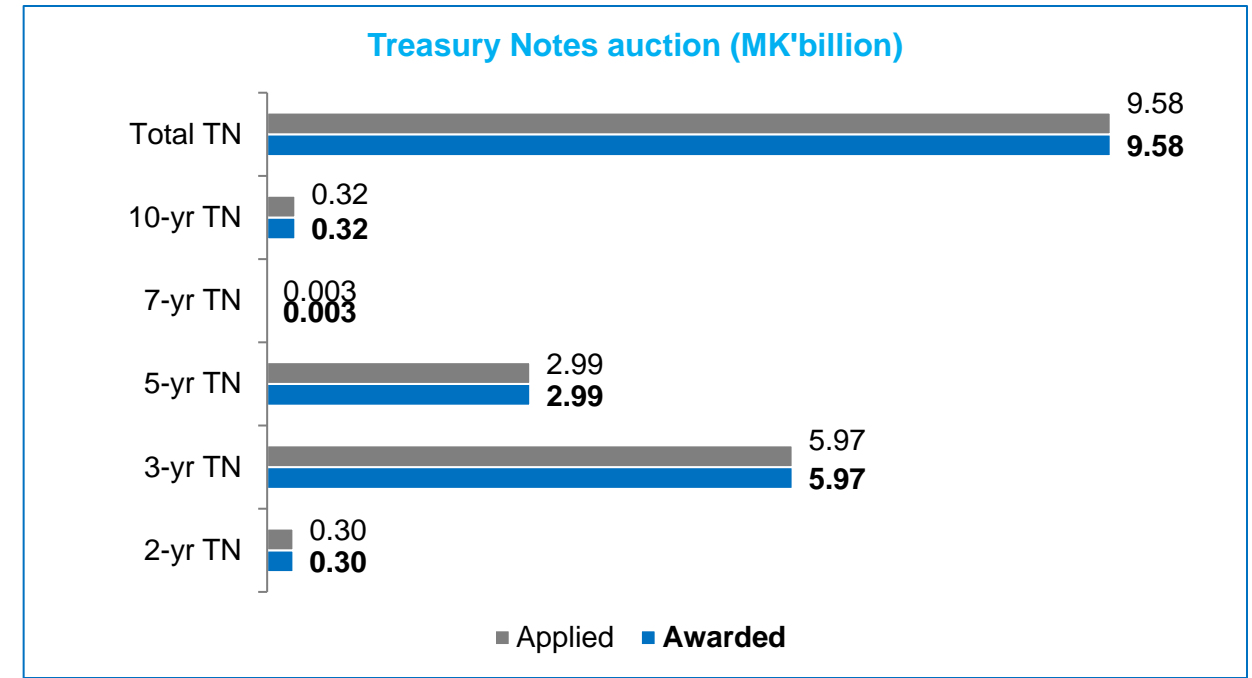 Treasury Notes auction (MK'billion)
Total TN
9.58
9.58
10-yr TN
0.32
0.32
7-yr TN
0.003
0.003
5-yr TN
2.99
2.99
3-yr TN
5.97
5.97
2-yr TN
0.30
0.30
Applied Awarded